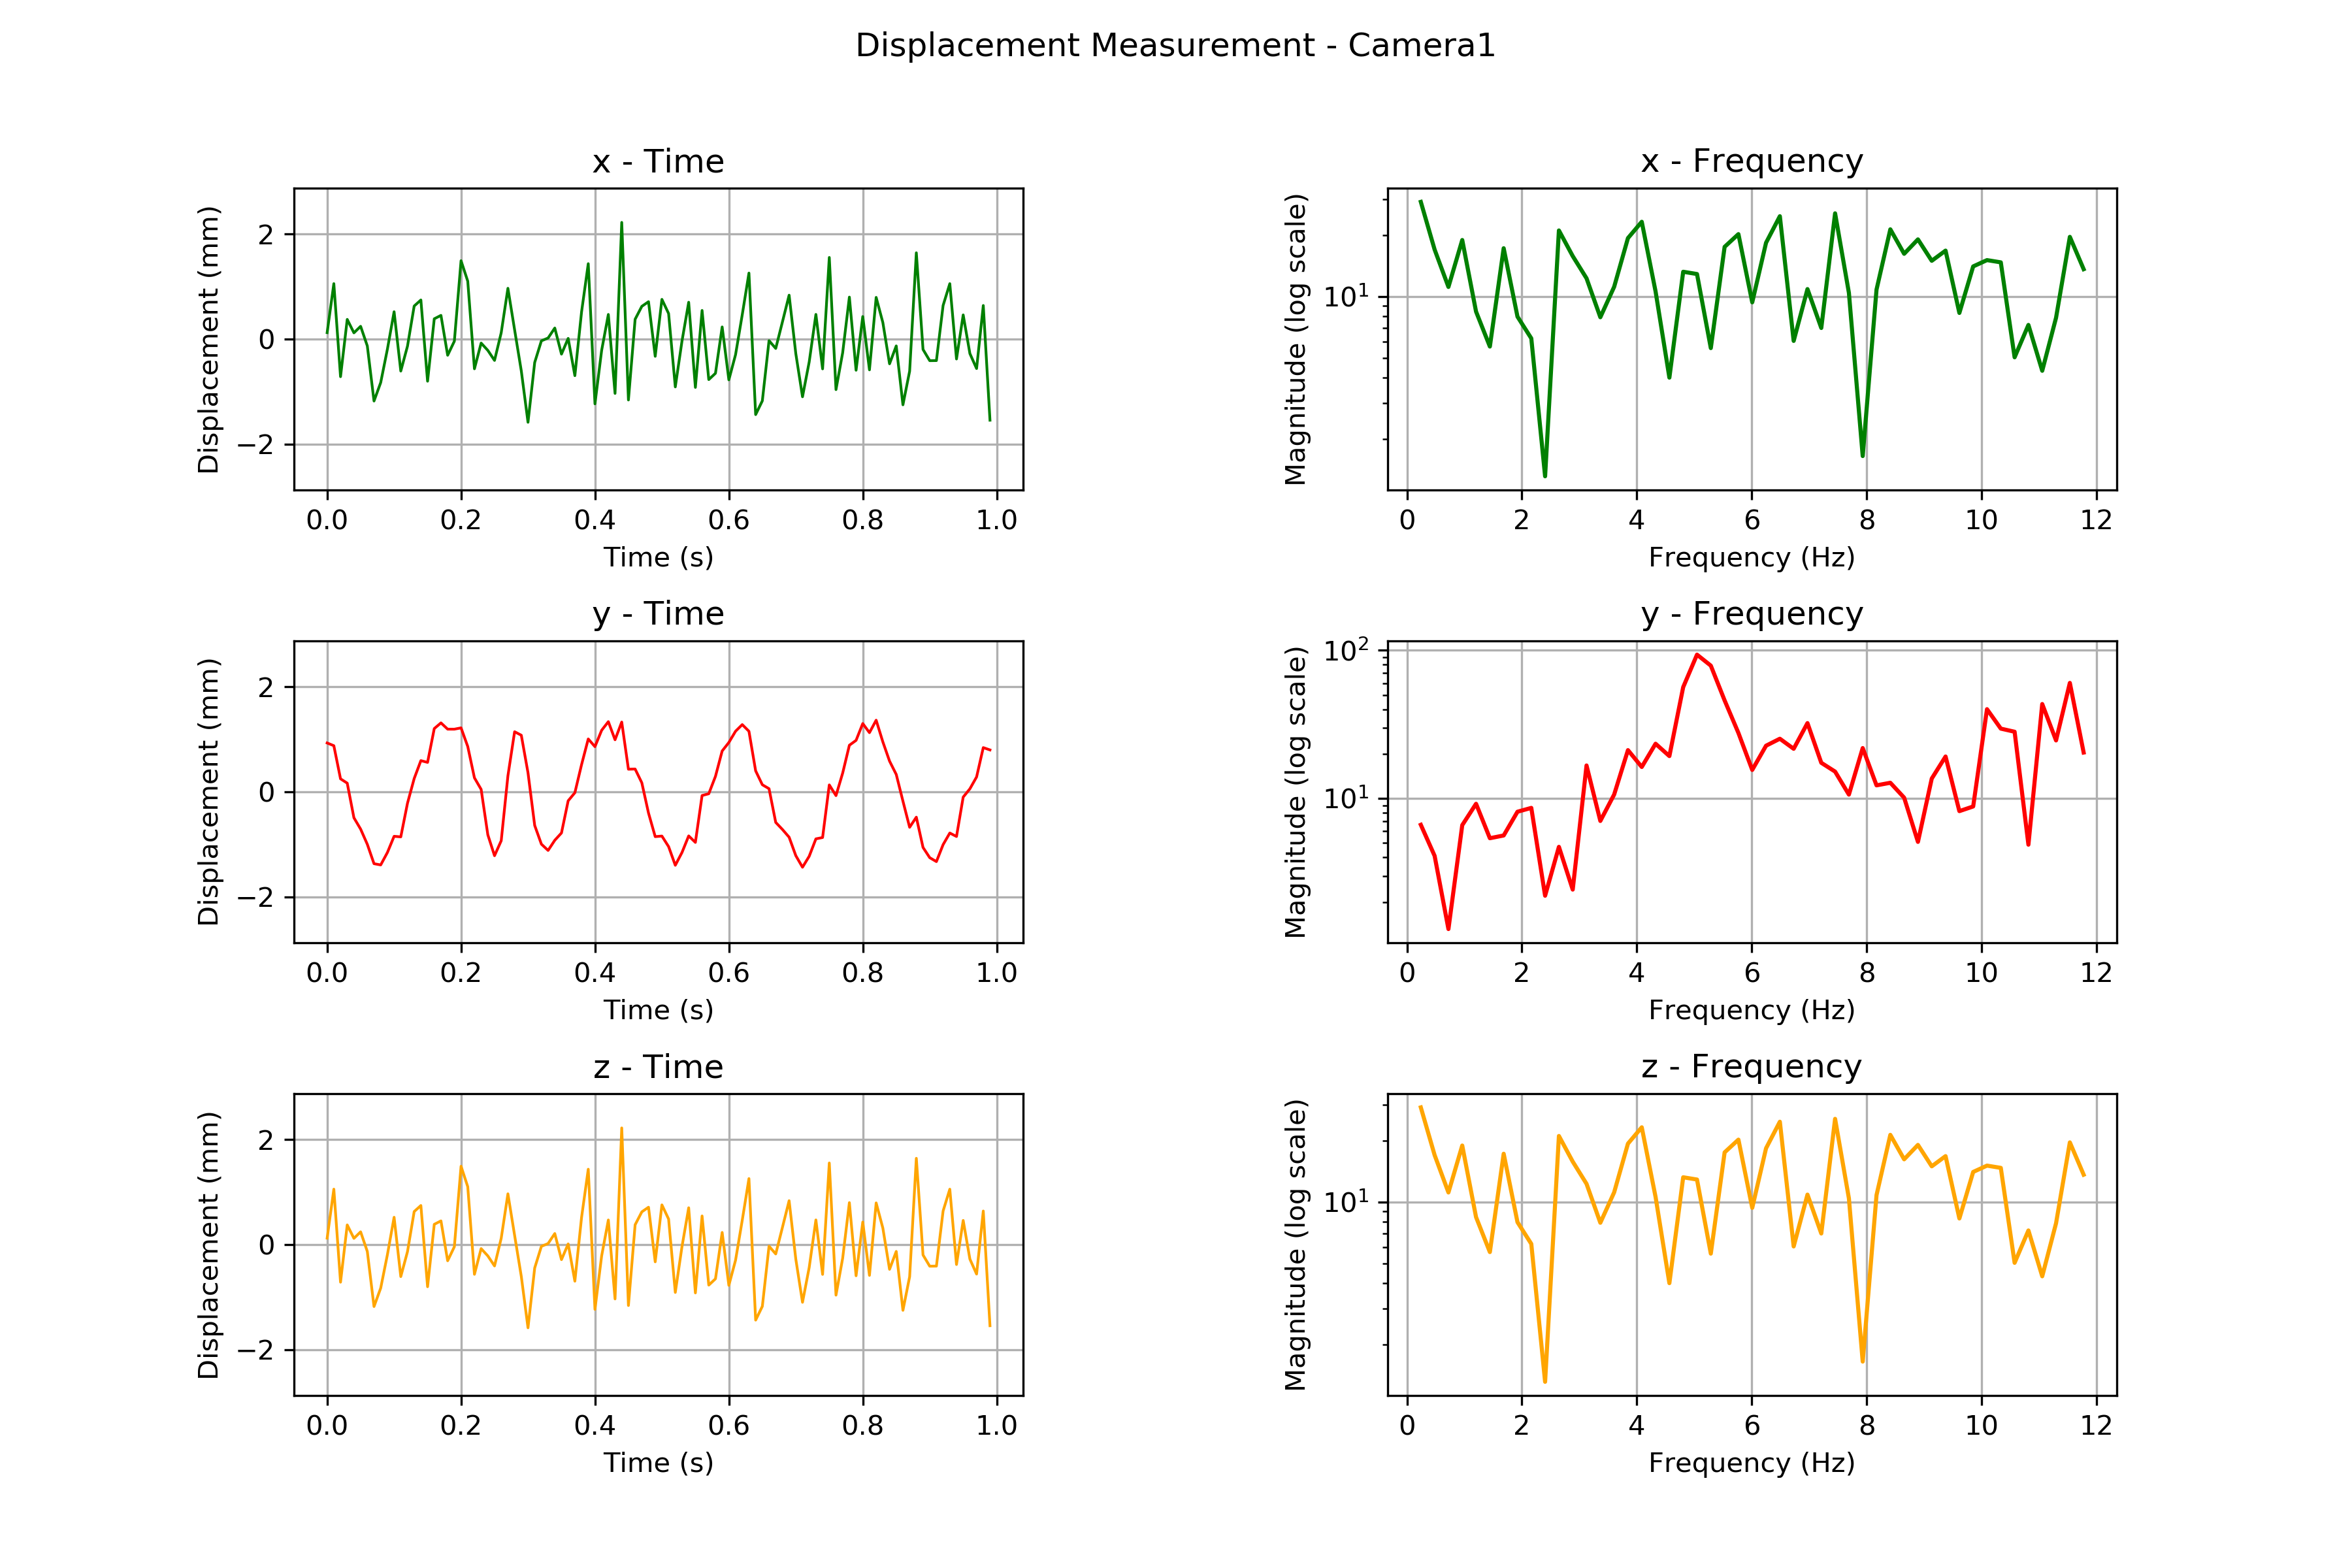 Displacement Measurement - Camera1
x - Time
Displacement (mm)
2
0
−2
0.0 0.2 0.4 0.6 0.8 1.0
Time (s)
x - Frequency
Magnitude (log scale)
10¹
0 2 4 6 8 10 12
Frequency (Hz)
y - Time
Displacement (mm)
2
0
−2
0.0 0.2 0.4 0.6 0.8 1.0
Time (s)
y - Frequency
Magnitude (log scale)
10²
10¹
0 2 4 6 8 10 12
Frequency (Hz)
z - Time
Displacement (mm)
2
0
−2
0.0 0.2 0.4 0.6 0.8 1.0
Time (s)
z - Frequency
Magnitude (log scale)
10¹
0 2 4 6 8 10 12
Frequency (Hz)